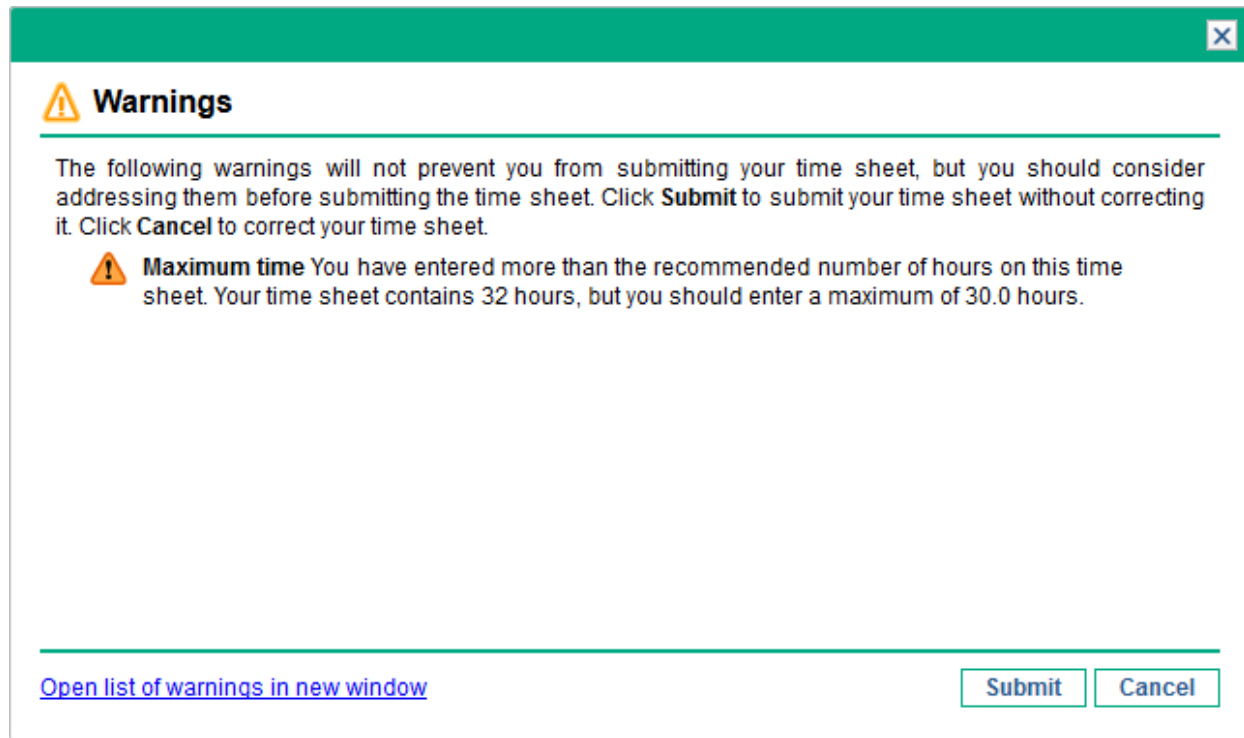 Warnings
The following warnings will not prevent you from submitting your time sheet, but you should consider
addressing them before submitting the time sheet. Click Submit to submit your time sheet without correcting
it. Click Cancel to correct your time sheet.
Maximum time You have entered more than the recommended number of hours on this time
sheet. Your time sheet contains 32 hours, but you should enter a maximum of 30.0 hours.
Open list of warnings in new window
Submit
Cancel